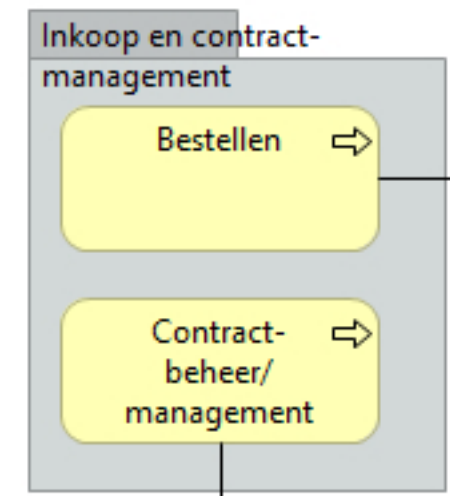 Inkoop en contract-
management
Bestellen
Contract-
beheer/
management